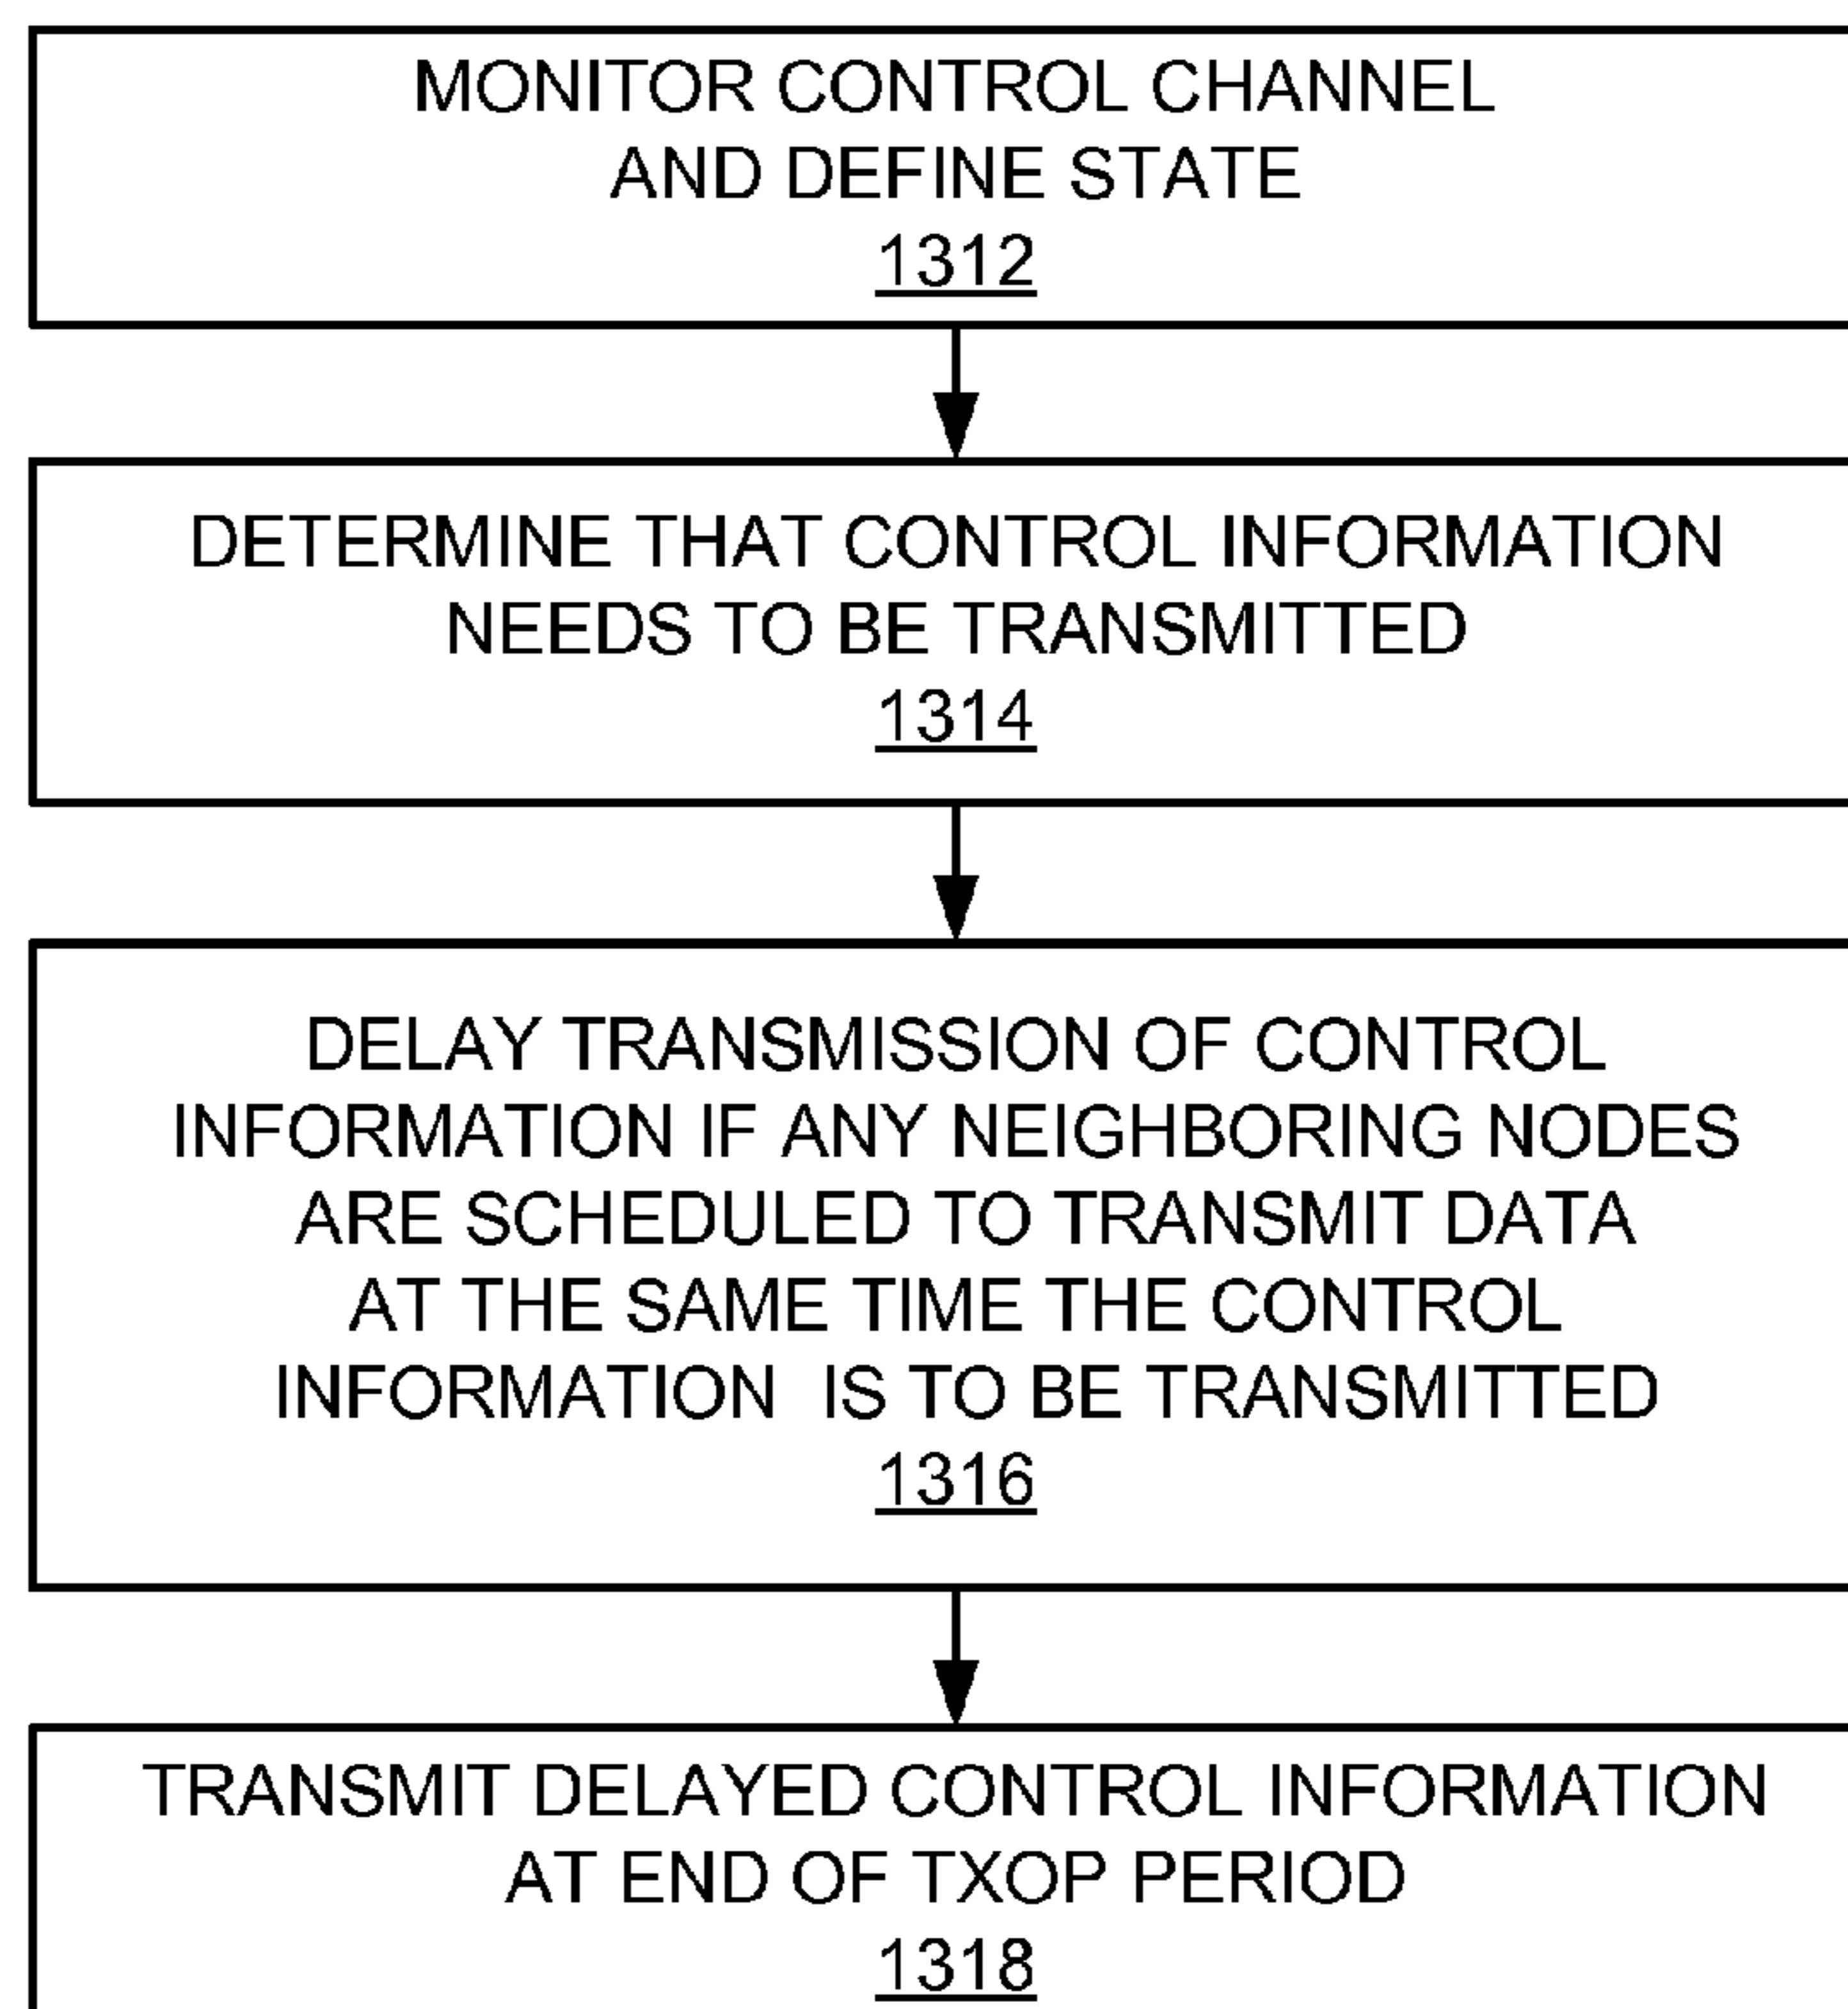 MONITOR CONTROL CHANNEL
AND DEFINE STATE
1312
DETERMINE THAT CONTROL INFORMATION
NEEDS TO BE TRANSMITTED
1314
DELAY TRANSMISSION OF CONTROL
INFORMATION IF ANY NEIGHBORING NODES
ARE SCHEDULED TO TRANSMIT DATA
AT THE SAME TIME THE CONTROL
INFORMATION IS TO BE TRANSMITTED
1316
TRANSMIT DELAYED CONTROL INFORMATION
AT END OF TXOP PERIOD
1318